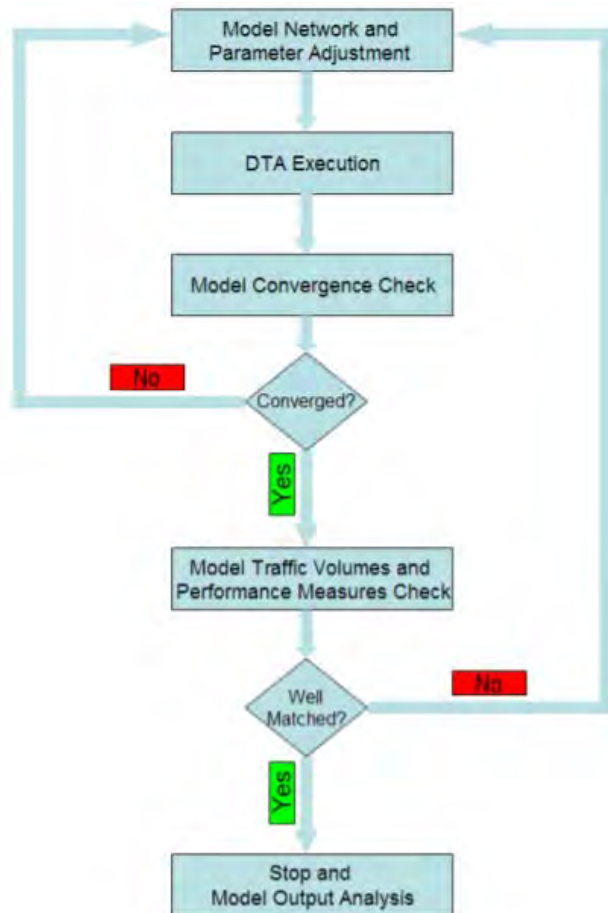 Model Network and
Parameter Adjustment
DTA Execution
Model Convergence Check
No
Converged?
Yes
Model Traffic Volumes and
Performance Measures Check
No
Well
Matched?
Yes
Stop and
Model Output Analysis